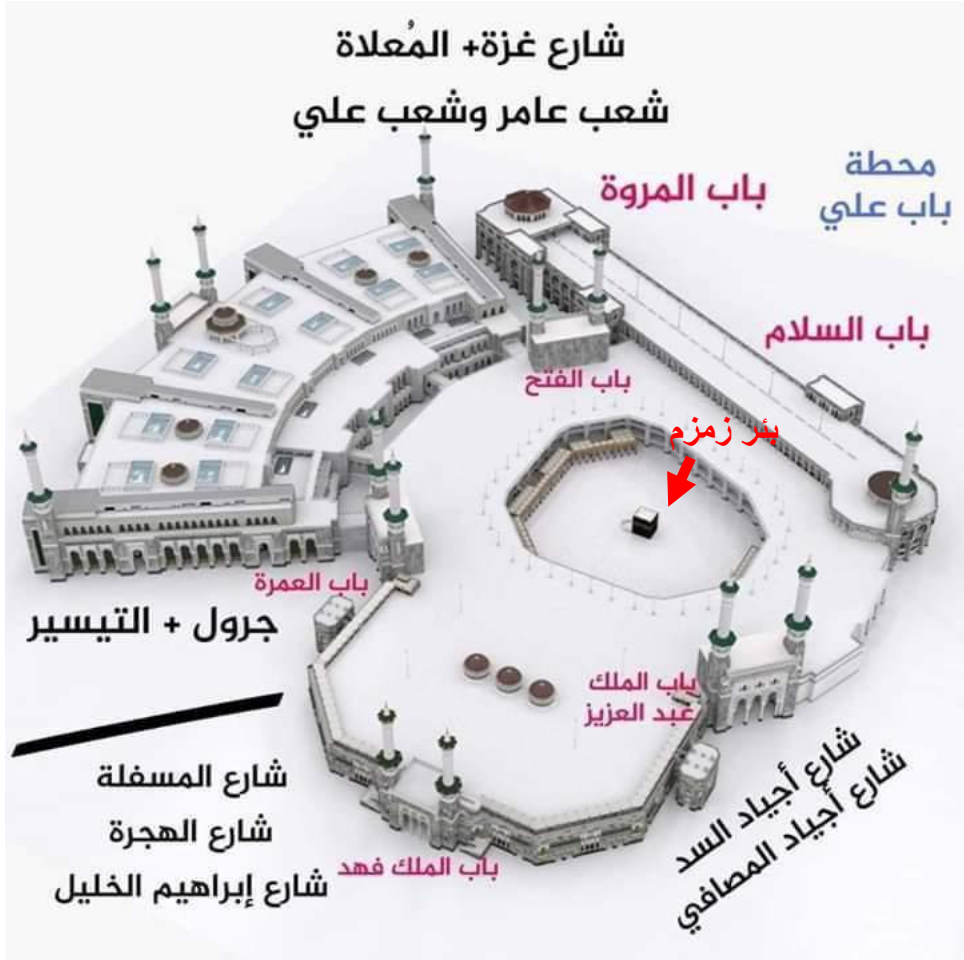 شارع غزة+ المُعلاة
شعب عامر وشعب علي
محطة
باب علي
باب المروة
باب السلام
باب الفتح
بئر زمزم
باب العمرة
جرول + التيسير
باب الملك
عبد العزيز
شارع المسفلة
شارع الهجرة
شارع إبراهيم الخليل
باب الملك فهد
شارع أجياد السد
شارع أجياد المصافي